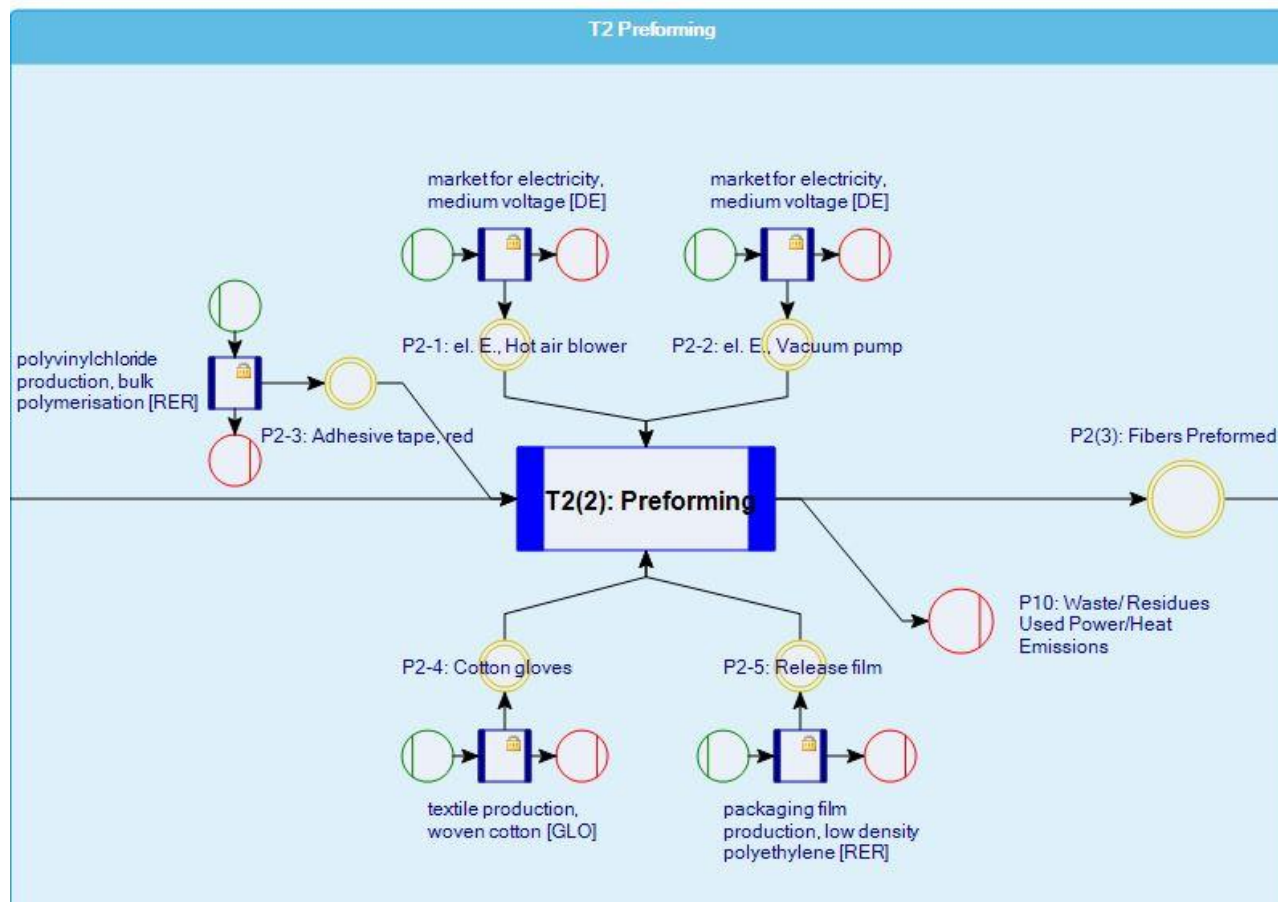 T2 Preforming
market for electricity,
medium voltage [DE]
market for electricity,
medium voltage [DE]
P2-1: el. E., Hot air blower
P2-2: el. E., Vacuum pump
polyvinylchloride
production, bulk
polymerisation [RER]
P2-3: Adhesive tape, red
P2(3): Fibers Preformed
T2(2): Preforming
P10: Waste/ Residues
Used Power/Heat
Emissions
P2-4: Cotton gloves
P2-5: Release film
textile production,
woven cotton [GLO]
packaging film
production, low density
polyethylene [RER]